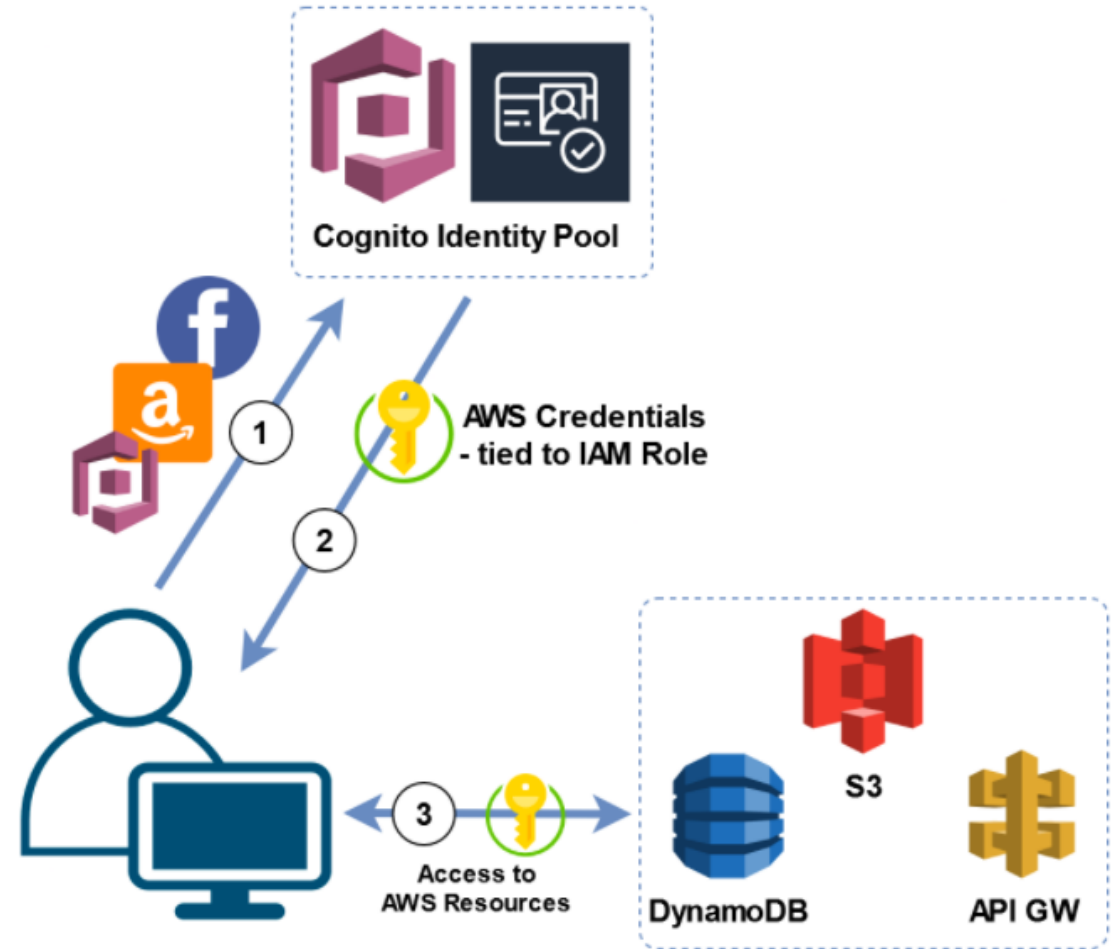 Cognito Identity Pool
f
a
1
AWS Credentials
- tied to IAM Role
2
3
Access to
AWS Resources
S3
DynamoDB
API GW